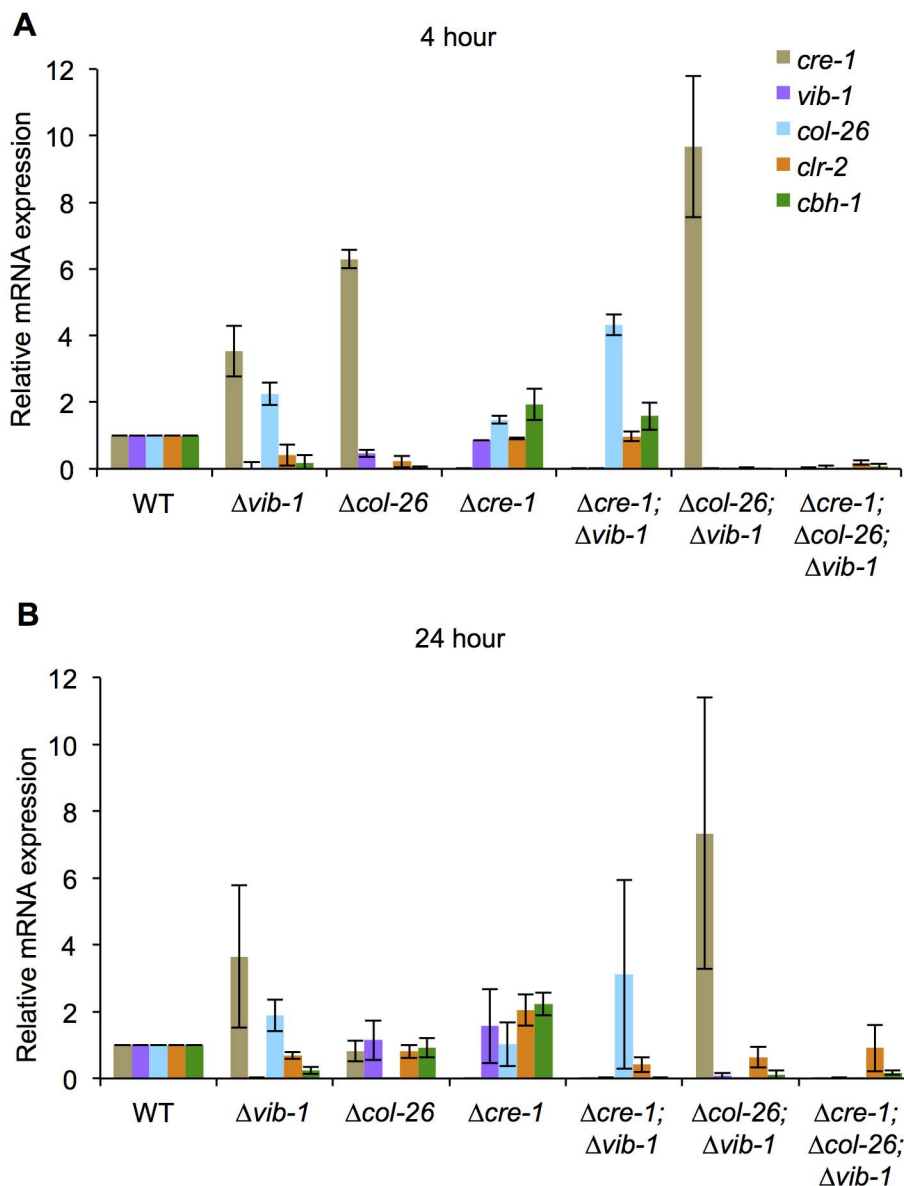 A
4 hour
Relative mRNA expression
12
10
8
6
4
2
0
cre-1
vib-1
col-26
clr-2
cbh-1
WT
Δvib-1
Δcol-26
Δcre-1
Δcre-1;
Δvib-1
Δcol-26;
Δvib-1
Δcre-1;
Δcol-26;
Δvib-1
B
24 hour
Relative mRNA expression
12
10
8
6
4
2
0
WT
Δvib-1
Δcol-26
Δcre-1
Δcre-1;
Δvib-1
Δcol-26;
Δvib-1
Δcre-1;
Δcol-26;
Δvib-1